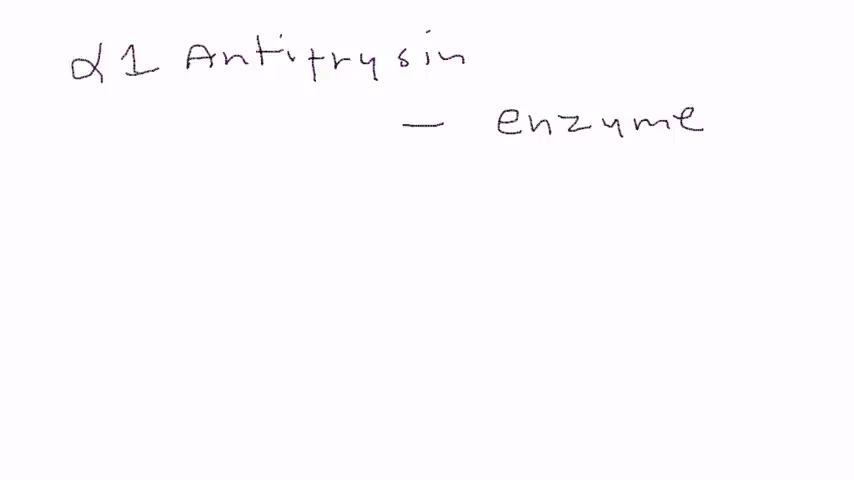 α1 Antitrysin
— enzyme